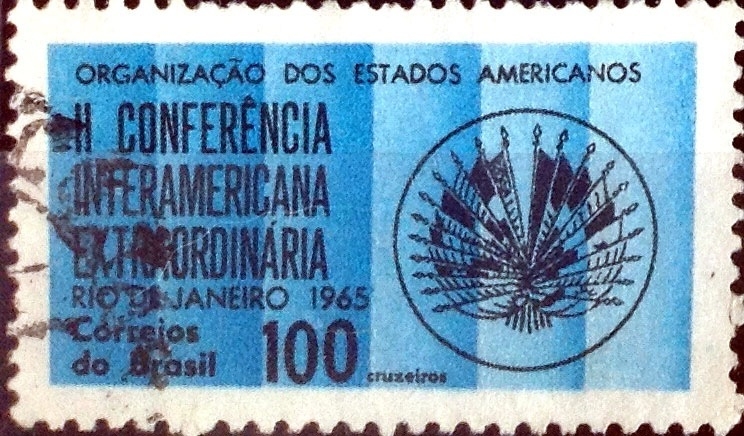 ORGANIZAÇÃO DOS ESTADOS AMERICANOS
II CONFERÊNCIA
INTERAMERICANA
EXTRAORDINÁRIA
RIO DE JANEIRO 1965
Correios
do Brasil 100 cruzeiros